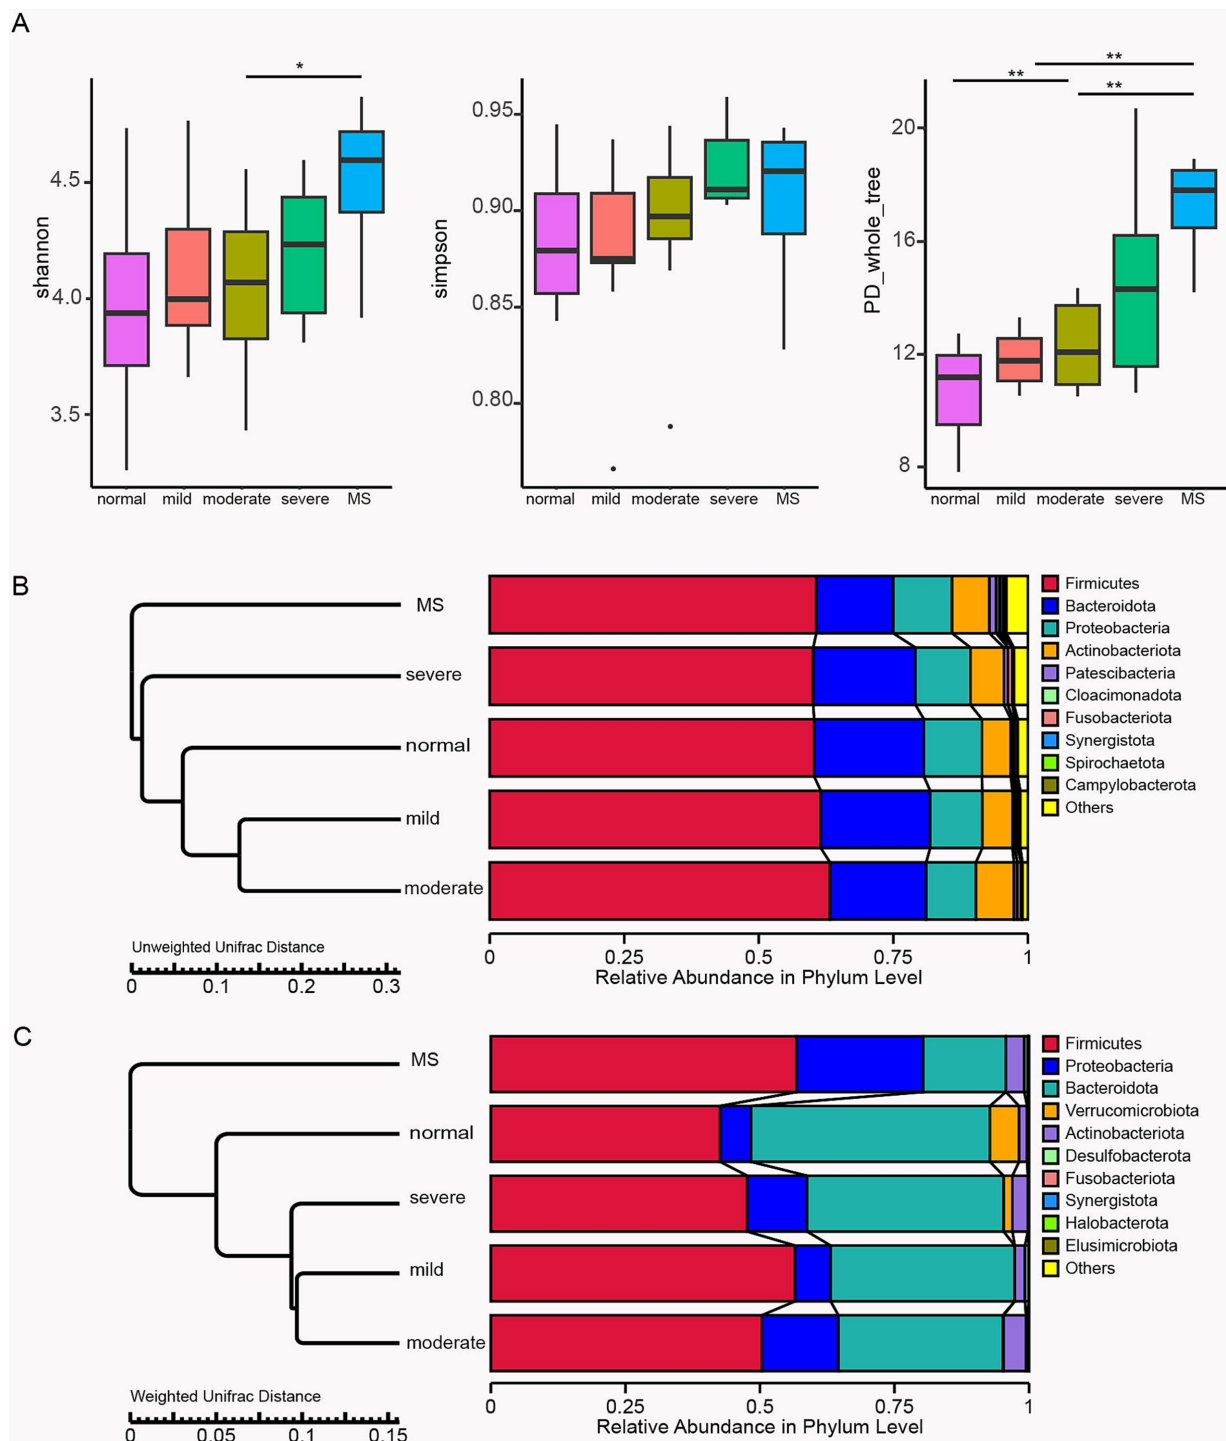 A
*
shannon
4.5
4.0
3.5
normal mild moderate severe MS
simpson
0.95
0.90
0.85
0.80
normal mild moderate severe MS
**
**
**
PD_whole_tree
20
16
12
8
normal mild moderate severe MS
B
MS
severe
normal
mild
moderate
Unweighted Unifrac Distance
0 0.1 0.2 0.3
0 0.25 0.5 0.75 1
Relative Abundance in Phylum Level
Firmicutes
Bacteroidota
Proteobacteria
Actinobacteriota
Patescibacteria
Cloacimonadota
Fusobacteriota
Synergistota
Spirochaetota
Campylobacterota
Others
C
MS
normal
severe
mild
moderate
Weighted Unifrac Distance
0 0.05 0.1 0.15
0 0.25 0.5 0.75 1
Relative Abundance in Phylum Level
Firmicutes
Proteobacteria
Bacteroidota
Verrucomicrobiota
Actinobacteriota
Desulfobacterota
Fusobacteriota
Synergistota
Halobacterota
Elusimicrobiota
Others